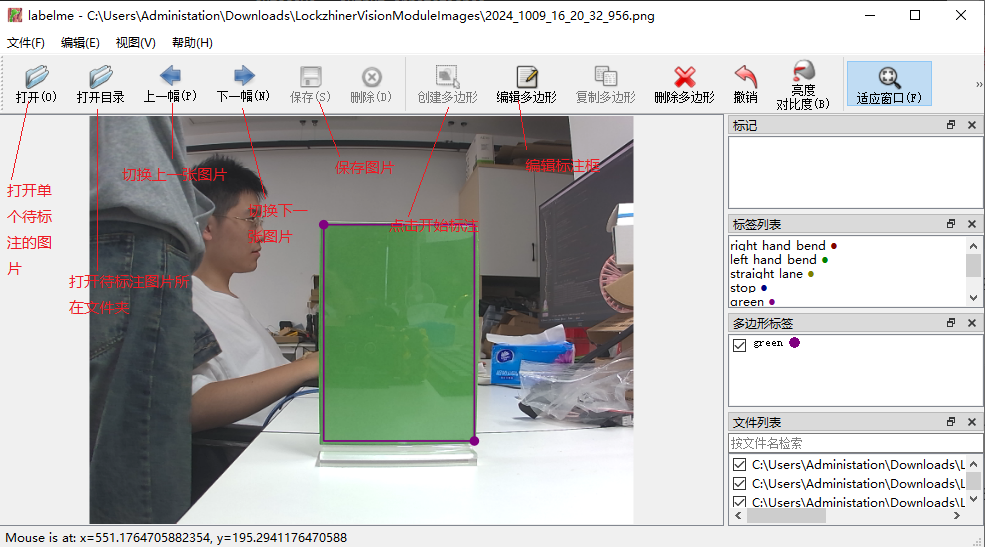 labelme - C:\Users\Administation\Downloads\LockzhinerVisionModuleImages\2024_1009_16_20_32_956.png
文件(F) 编辑(E) 视图(V) 帮助(H)
打开(O) 打开目录 上一幅(P) 下一幅(N) 保存(S) 删除(D) 创建多边形 编辑多边形 复制多边形 删除多边形 撤销 亮度
对比度(B) 适应窗口(F) »
切换上一张图片
保存图片
编辑标注框
打开单
个待标
注的图
片
切换下一
张图片
点击开始标注
打开待标注图片所
在文件夹
标记
标签列表
right hand bend
left hand bend
straight lane
stop
green
多边形标签
green
文件列表
按文件名检索
C:\Users\Administation\Downloads\L
C:\Users\Administation\Downloads\L
C:\Users\Administation\Downloads\L
Mouse is at: x=551.1764705882354, y=195.2941176470588